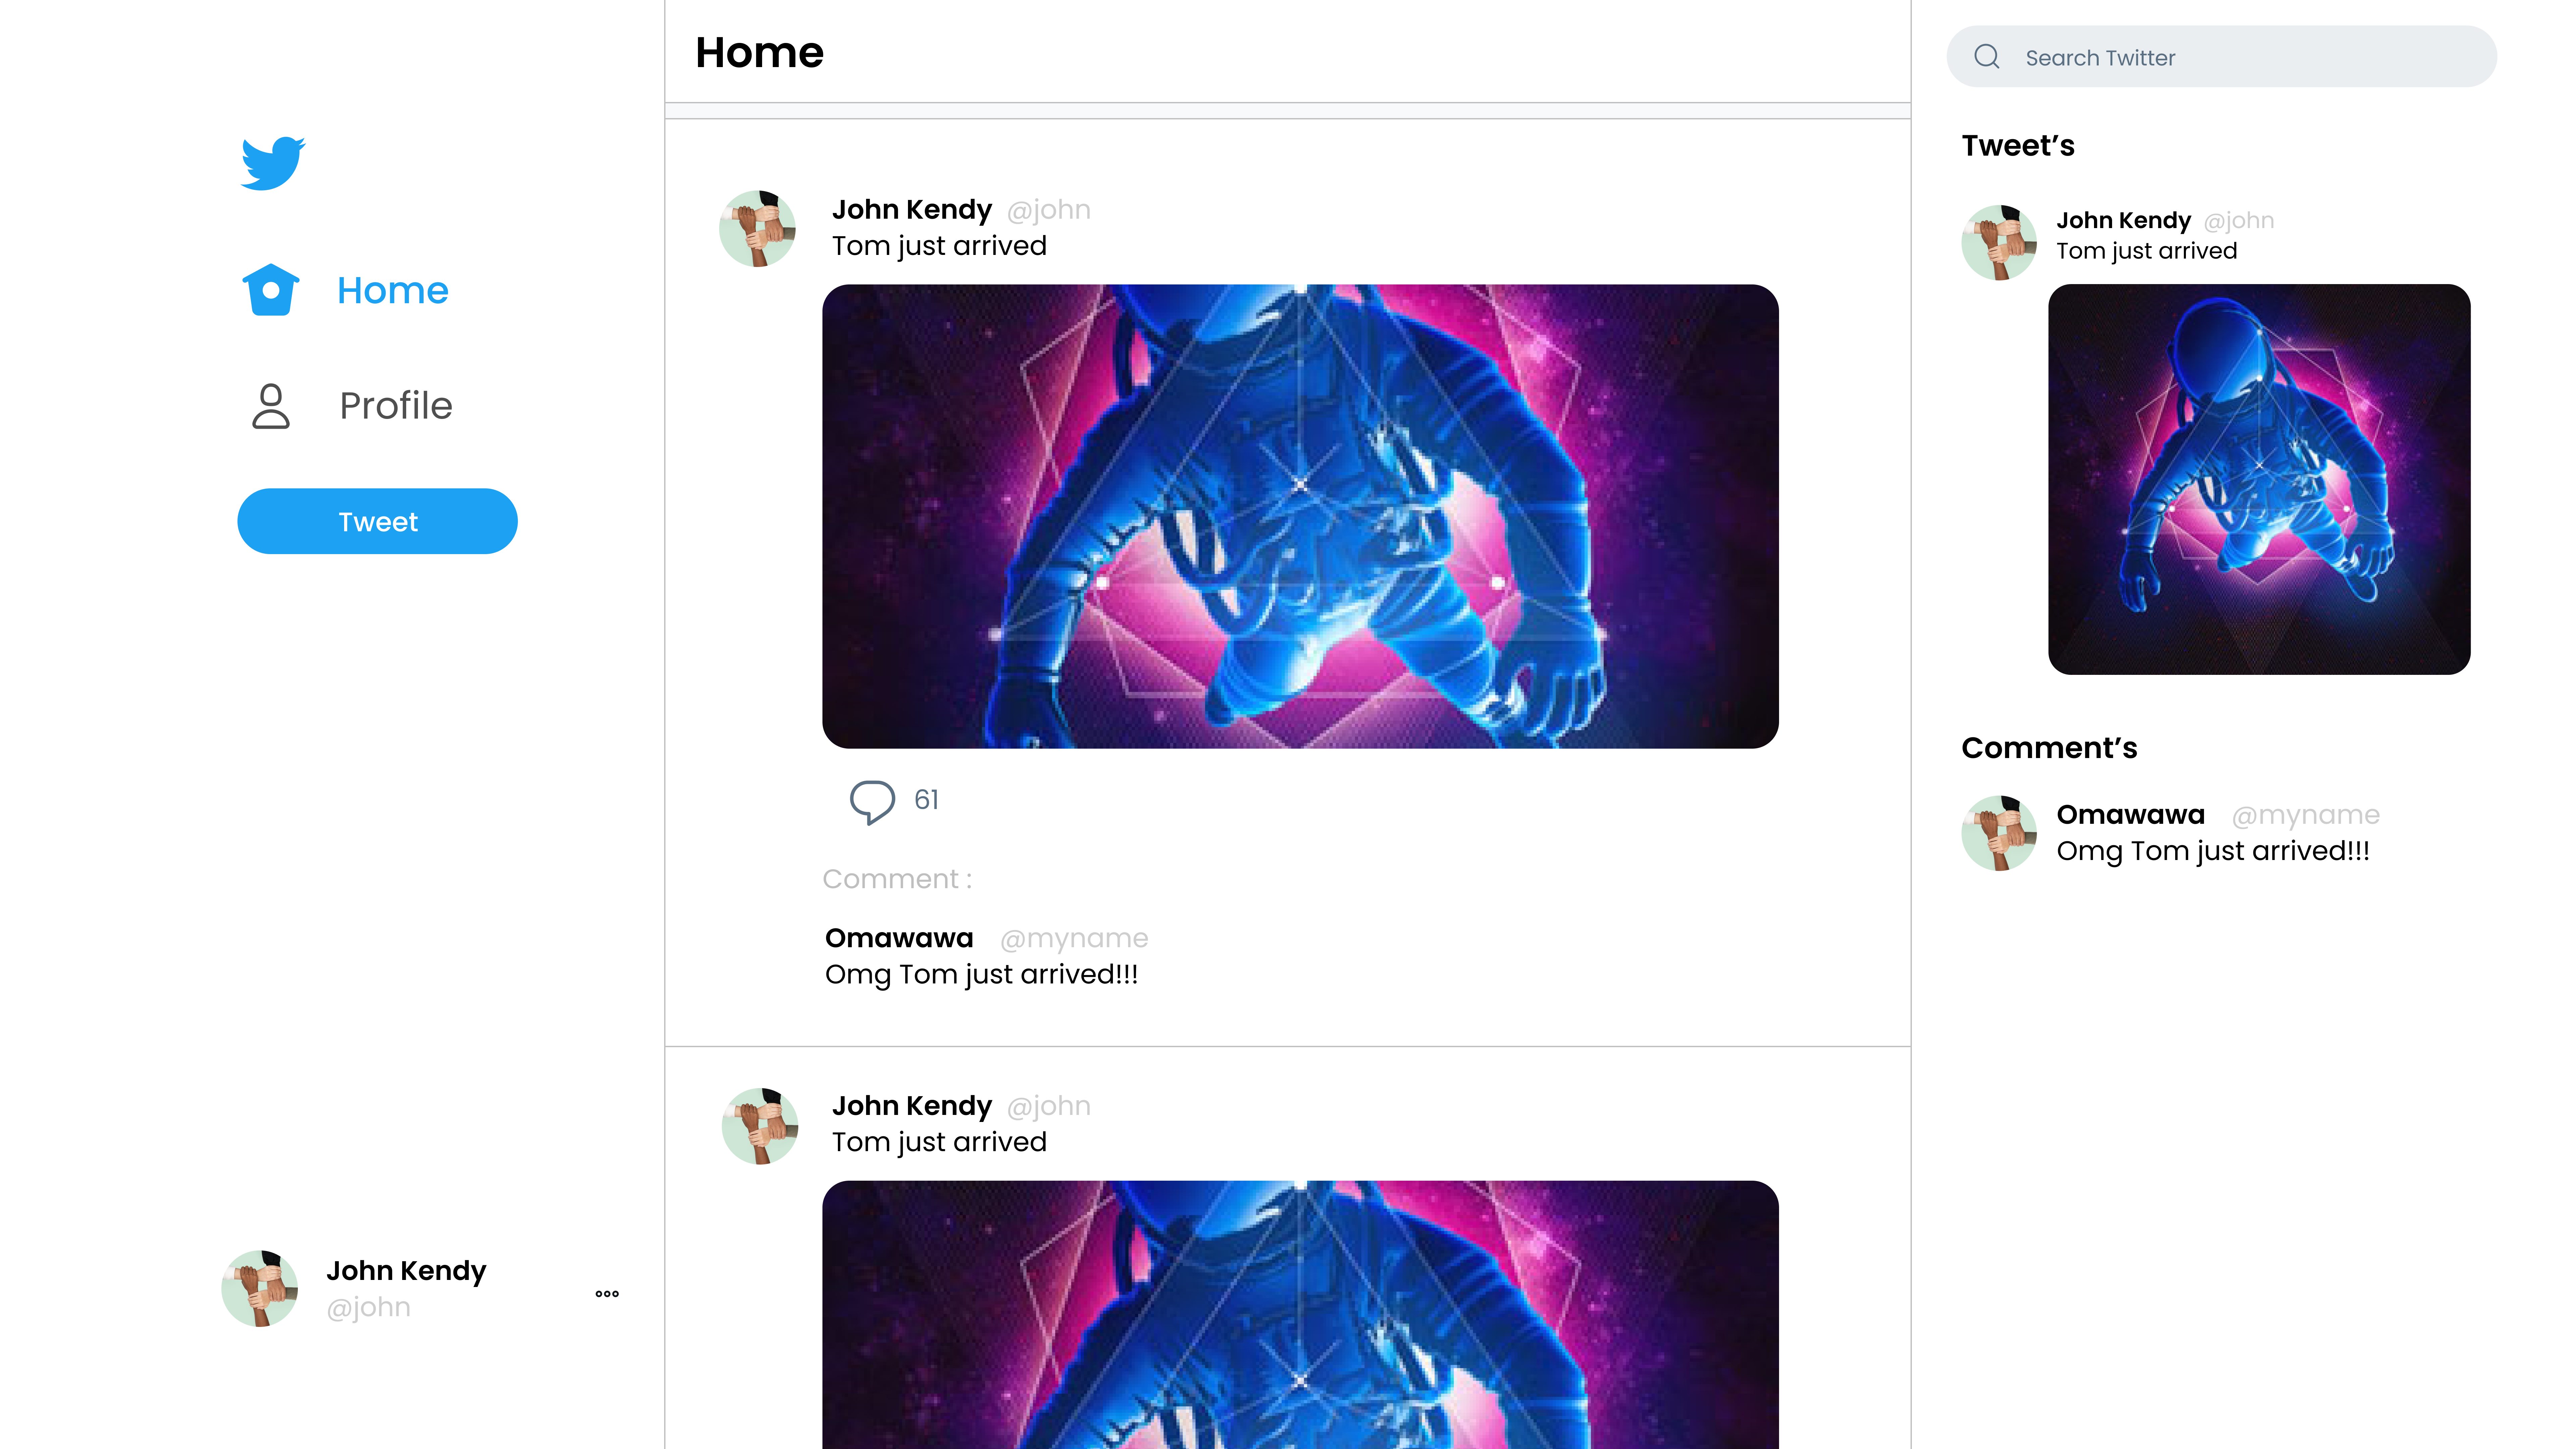 Home
Profile
Tweet
John Kendy
@john
Home
John Kendy @john
Tom just arrived
61
Comment :
Omawawa @myname
Omg Tom just arrived!!!
John Kendy @john
Tom just arrived
Search Twitter
Tweet’s
John Kendy @john
Tom just arrived
Comment’s
Omawawa @myname
Omg Tom just arrived!!!